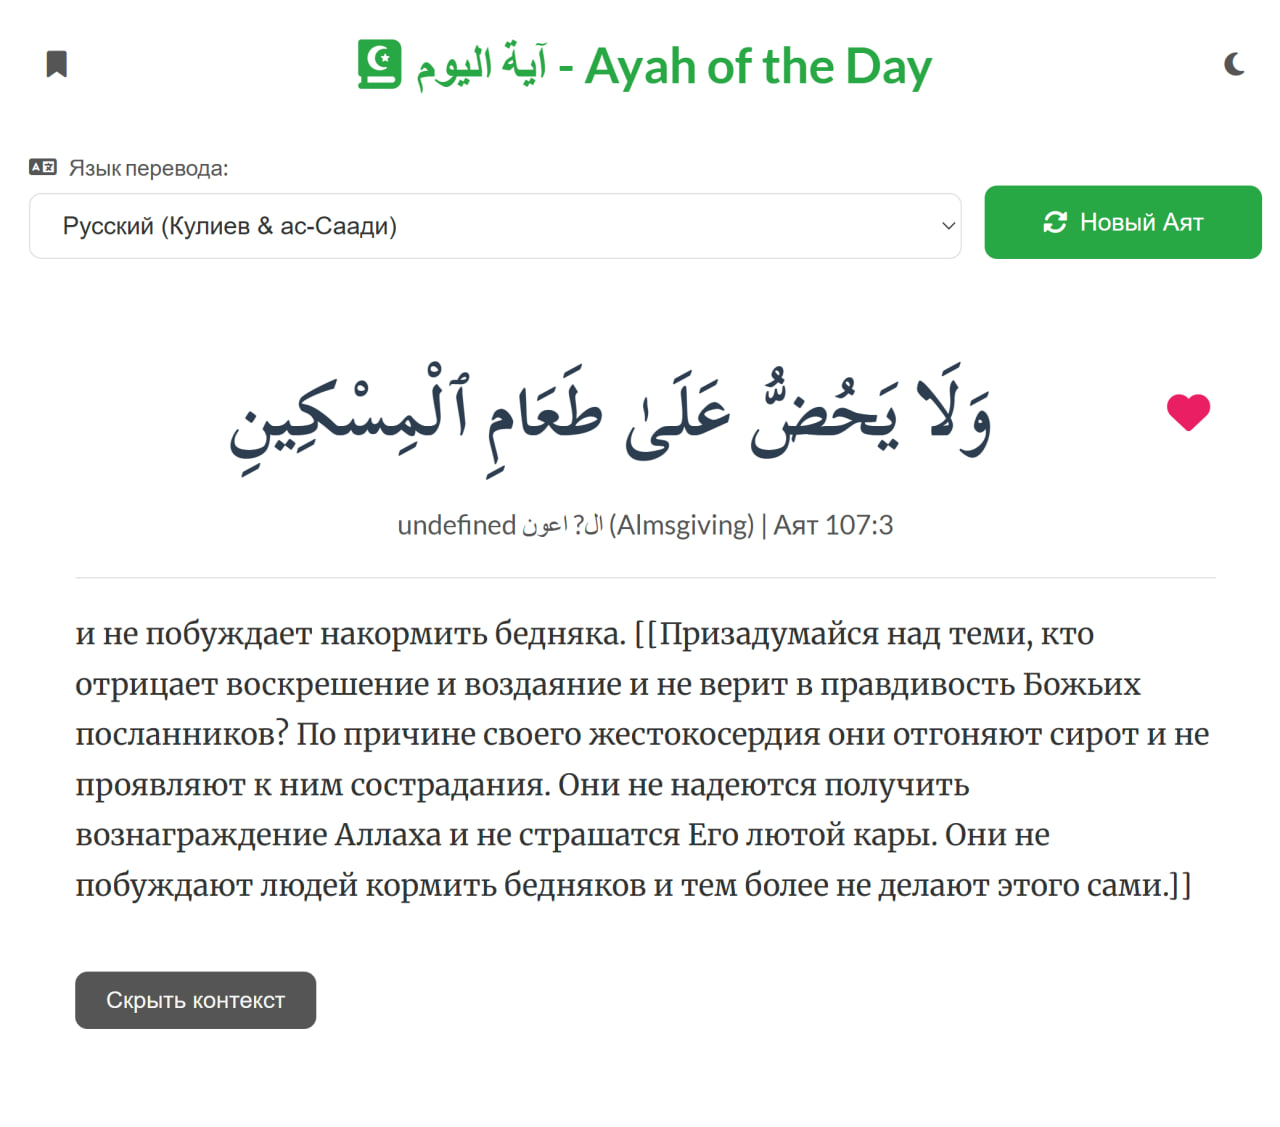 آية اليوم - Ayah of the Day
Язык перевода:
Русский (Кулиев & ас-Саади)
Новый Аят
وَلَا يَحُضُّ عَلَىٰ طَعَامِ ٱلْمِسْكِينِ
undefined ال? اعون (Almsgiving) | Аят 107:3
и не побуждает накормить бедняка. [[Призадумайся над теми, кто
отрицает воскрешение и воздаяние и не верит в правдивость Божьих
посланников? По причине своего жестокосердия они отгоняют сирот и не
проявляют к ним сострадания. Они не надеются получить
вознаграждение Аллаха и не страшатся Его лютой кары. Они не
побуждают людей кормить бедняков и тем более не делают этого сами.]]
Скрыть контекст